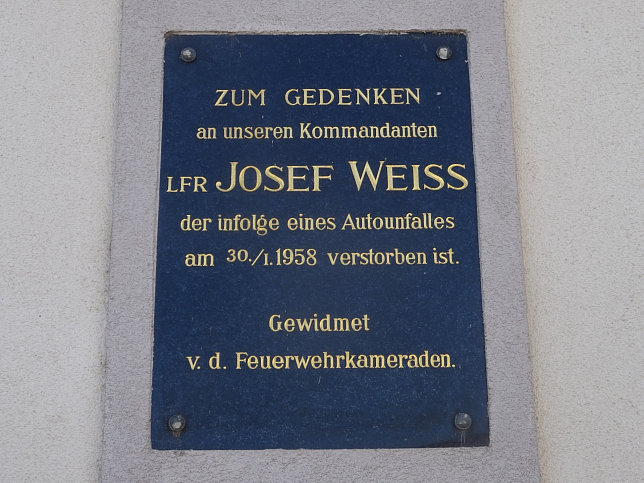 ZUM GEDENKEN
an unseren Kommandanten
LFR JOSEF WEISS
der infolge eines Autounfalles
am 30./1.1958 verstorben ist.
Gewidmet
v. d. Feuerwehrkameraden.